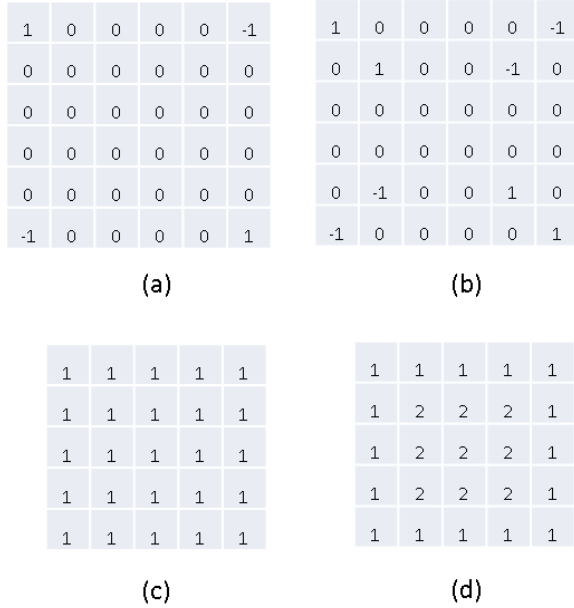 1 0 0 0 0 -1
0 0 0 0 0 0
0 0 0 0 0 0
0 0 0 0 0 0
0 0 0 0 0 0
-1 0 0 0 0 1
(a)
1 0 0 0 0 -1
0 1 0 0 -1 0
0 0 0 0 0 0
0 0 0 0 0 0
0 -1 0 0 1 0
-1 0 0 0 0 1
(b)
1 1 1 1 1
1 1 1 1 1
1 1 1 1 1
1 1 1 1 1
1 1 1 1 1
(c)
1 1 1 1 1
1 2 2 2 1
1 2 2 2 1
1 2 2 2 1
1 1 1 1 1
(d)